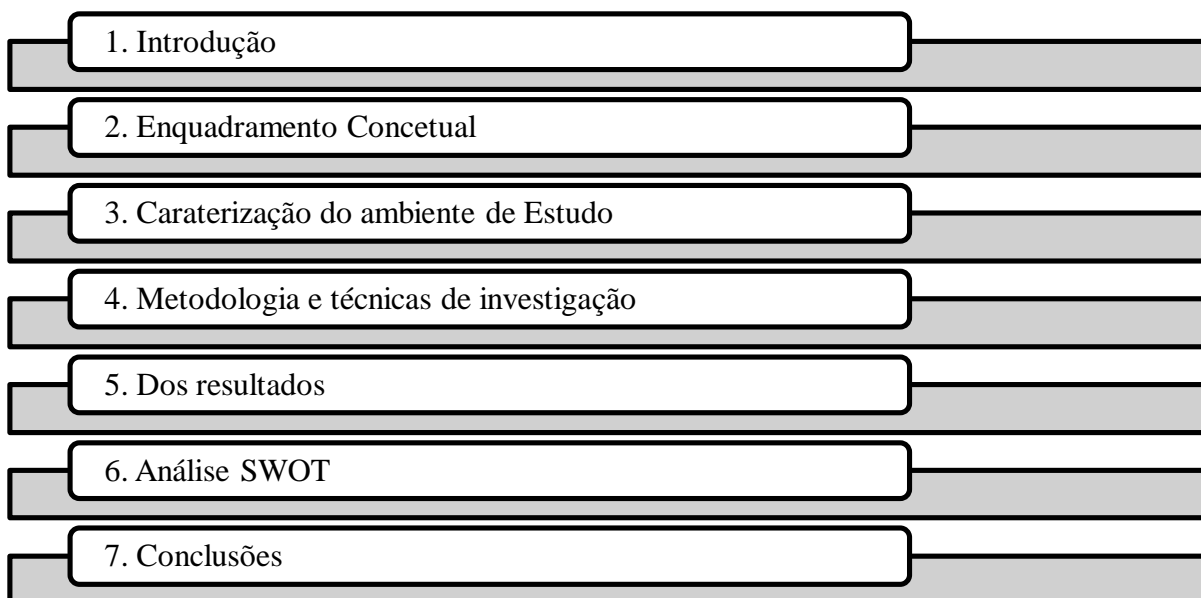 1. Introdução
2. Enquadramento Concetual
3. Caraterização do ambiente de Estudo
4. Metodologia e técnicas de investigação
5. Dos resultados
6. Análise SWOT
7. Conclusões